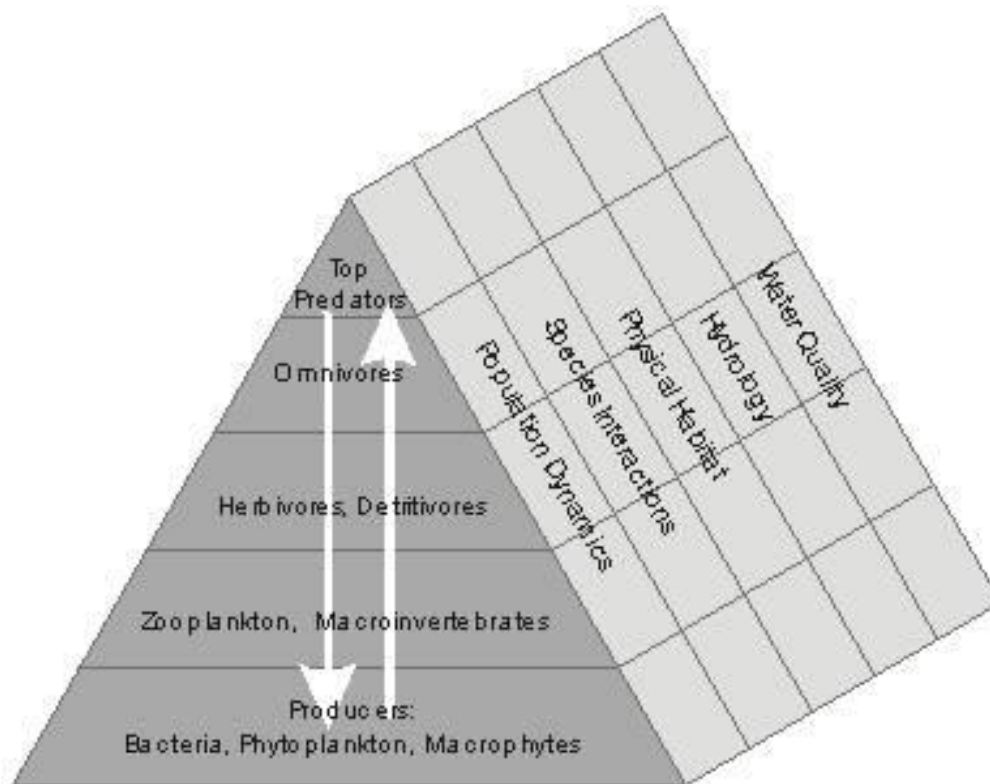 Top
Predators
Omnivores
Herbivores, Detritivores
Zooplankton, Macroinvertebrates
Producers:
Bacteria, Phytoplankton, Macrophytes
Population Dynamics
Species Interactions
Physical Habitat
Hydrology
Water Quality